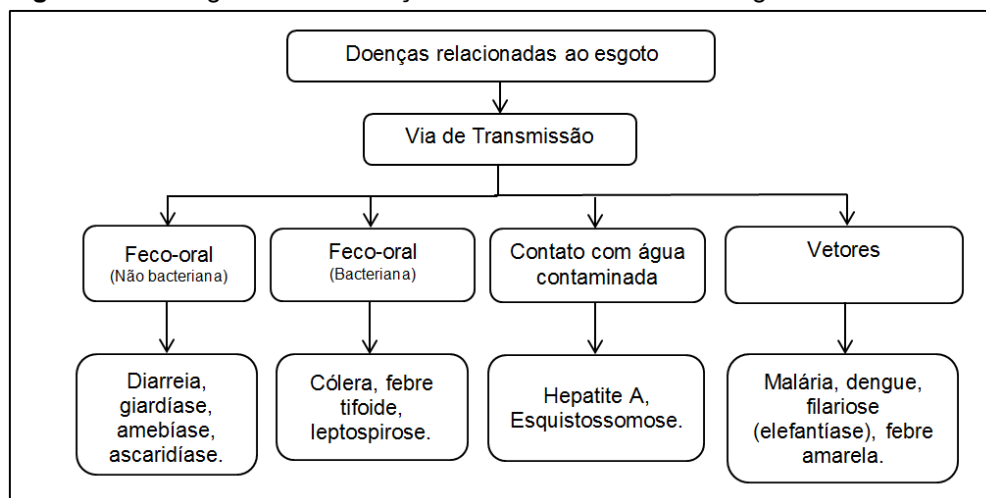 Doenças relacionadas ao esgoto
Via de Transmissão
Feco-oral
(Não bacteriana)
Feco-oral
(Bacteriana)
Contato com água
contaminada
Vetores
Diarreia,
giardíase,
amebíase,
ascaridíase.
Cólera, febre
tifoide,
leptospirose.
Hepatite A,
Esquistossomose.
Malária, dengue,
filariose
(elefantíase), febre
amarela.